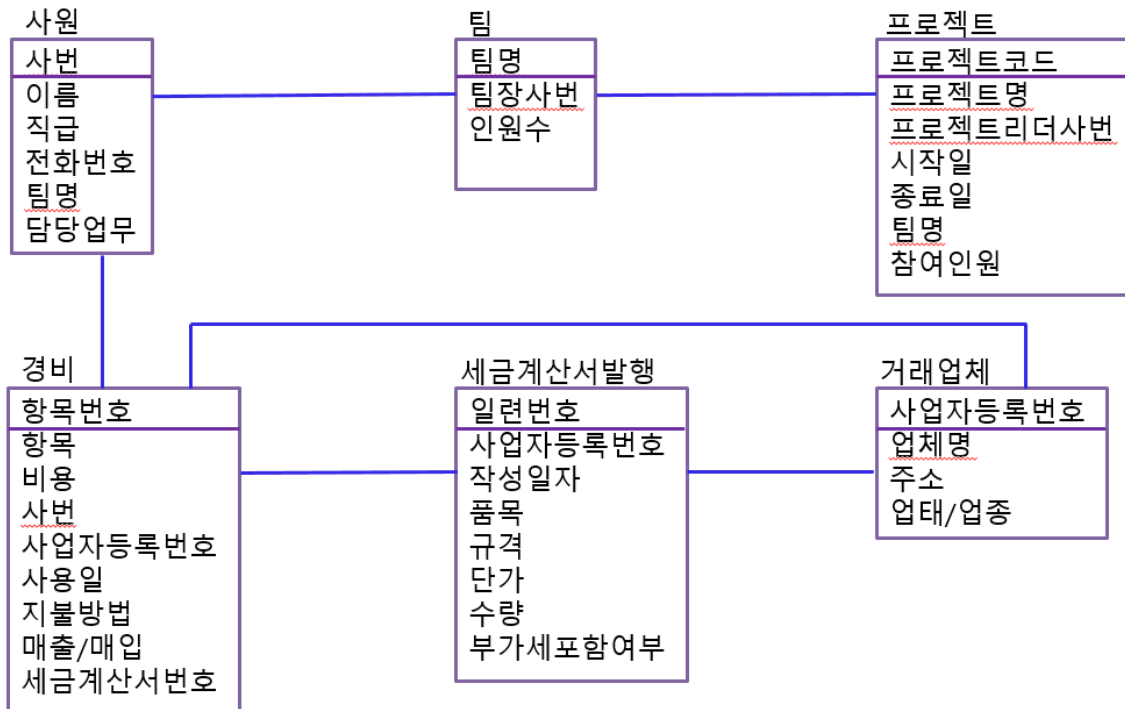 사원
사번
이름
직급
전화번호
팀명
담당업무
팀
팀명
팀장사번
인원수
프로젝트
프로젝트코드
프로젝트명
프로젝트리더사번
시작일
종료일
팀명
참여인원
경비
항목번호
항목
비용
사번
사업자등록번호
사용일
지불방법
매출/매입
세금계산서번호
세금계산서발행
일련번호
사업자등록번호
작성일자
품목
규격
단가
수량
부가세포함여부
거래업체
사업자등록번호
업체명
주소
업태/업종